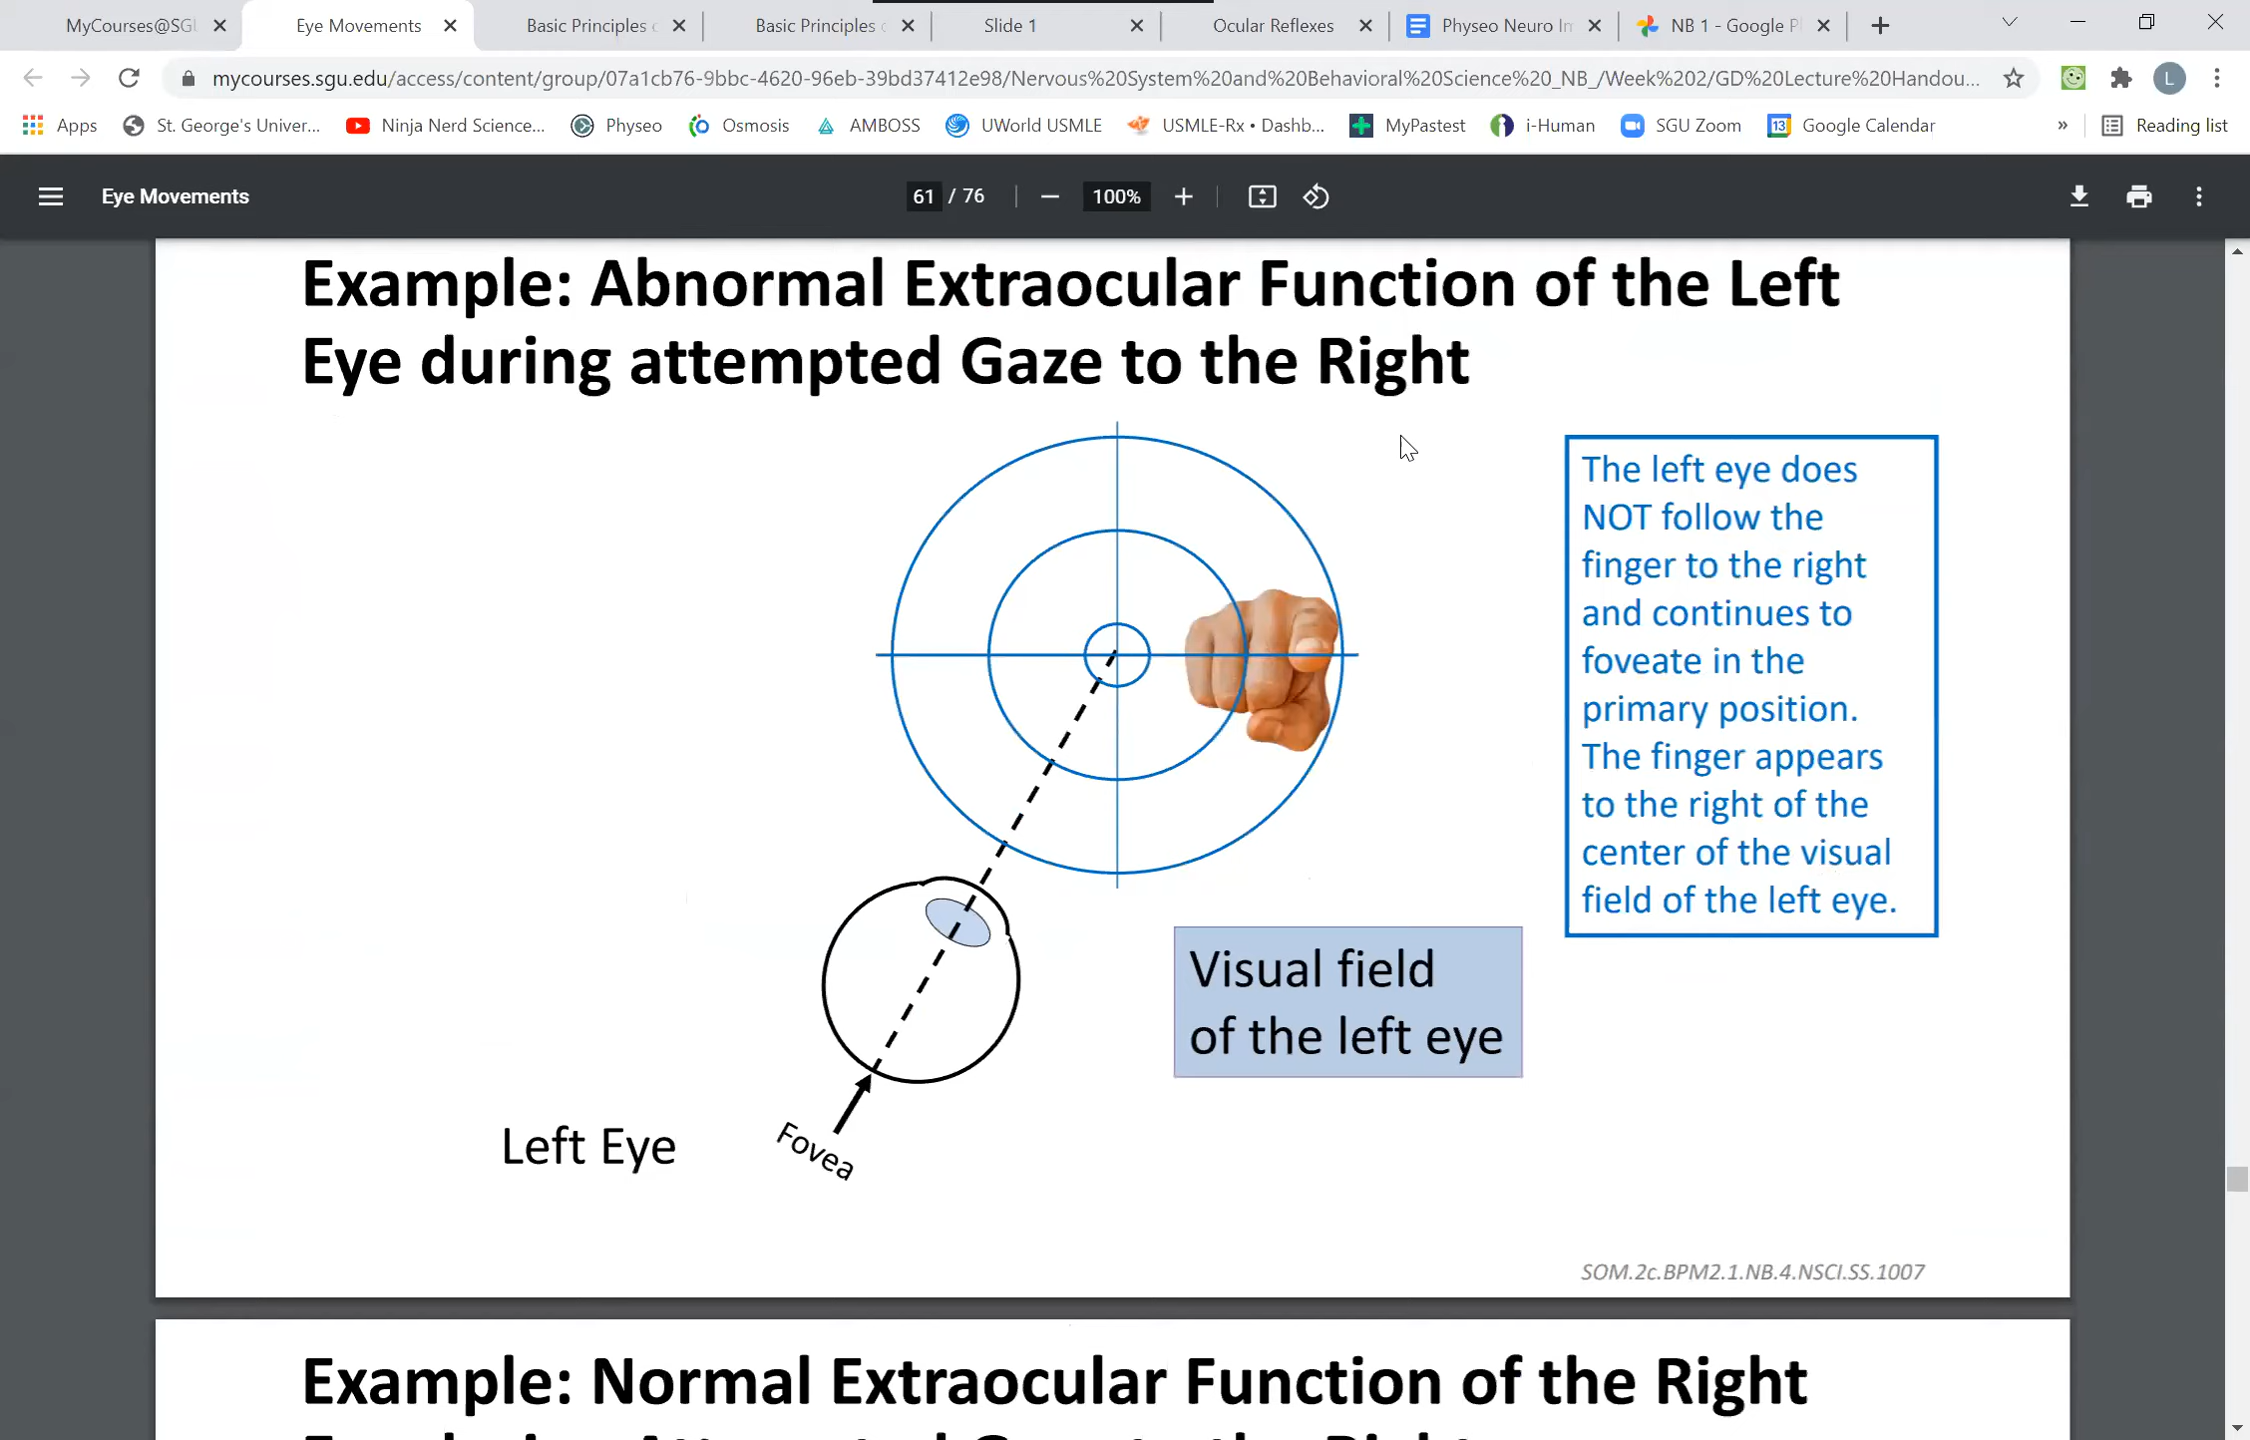 MyCourses@SGU
Eye Movements
Basic Principles
Basic Principles
Slide 1
Ocular Reflexes
Physeo Neuro Im
NB 1 - Google P
mycourses.sgu.edu/access/content/group/07a1cb76-9bbc-4620-96eb-39bd37412e98/Nervous%20System%20and%20Behavioral%20Science%20_NB_/Week%202/GD%20Lecture%20Handou...
L
Apps
St. George's Univer...
Ninja Nerd Science...
Physeo
Osmosis
AMBOSS
UWorld USMLE
USMLE-Rx • Dashb...
MyPastest
i-Human
SGU Zoom
13
Google Calendar
»
Reading list
Eye Movements
61 / 76
100%
Example: Abnormal Extraocular Function of the Left
Eye during attempted Gaze to the Right
The left eye does
NOT follow the
finger to the right
and continues to
foveate in the
primary position.
The finger appears
to the right of the
center of the visual
field of the left eye.
Visual field
of the left eye
Left Eye
Fovea
SOM.2c.BPM2.1.NB.4.NSCI.SS.1007
Example: Normal Extraocular Function of the Right